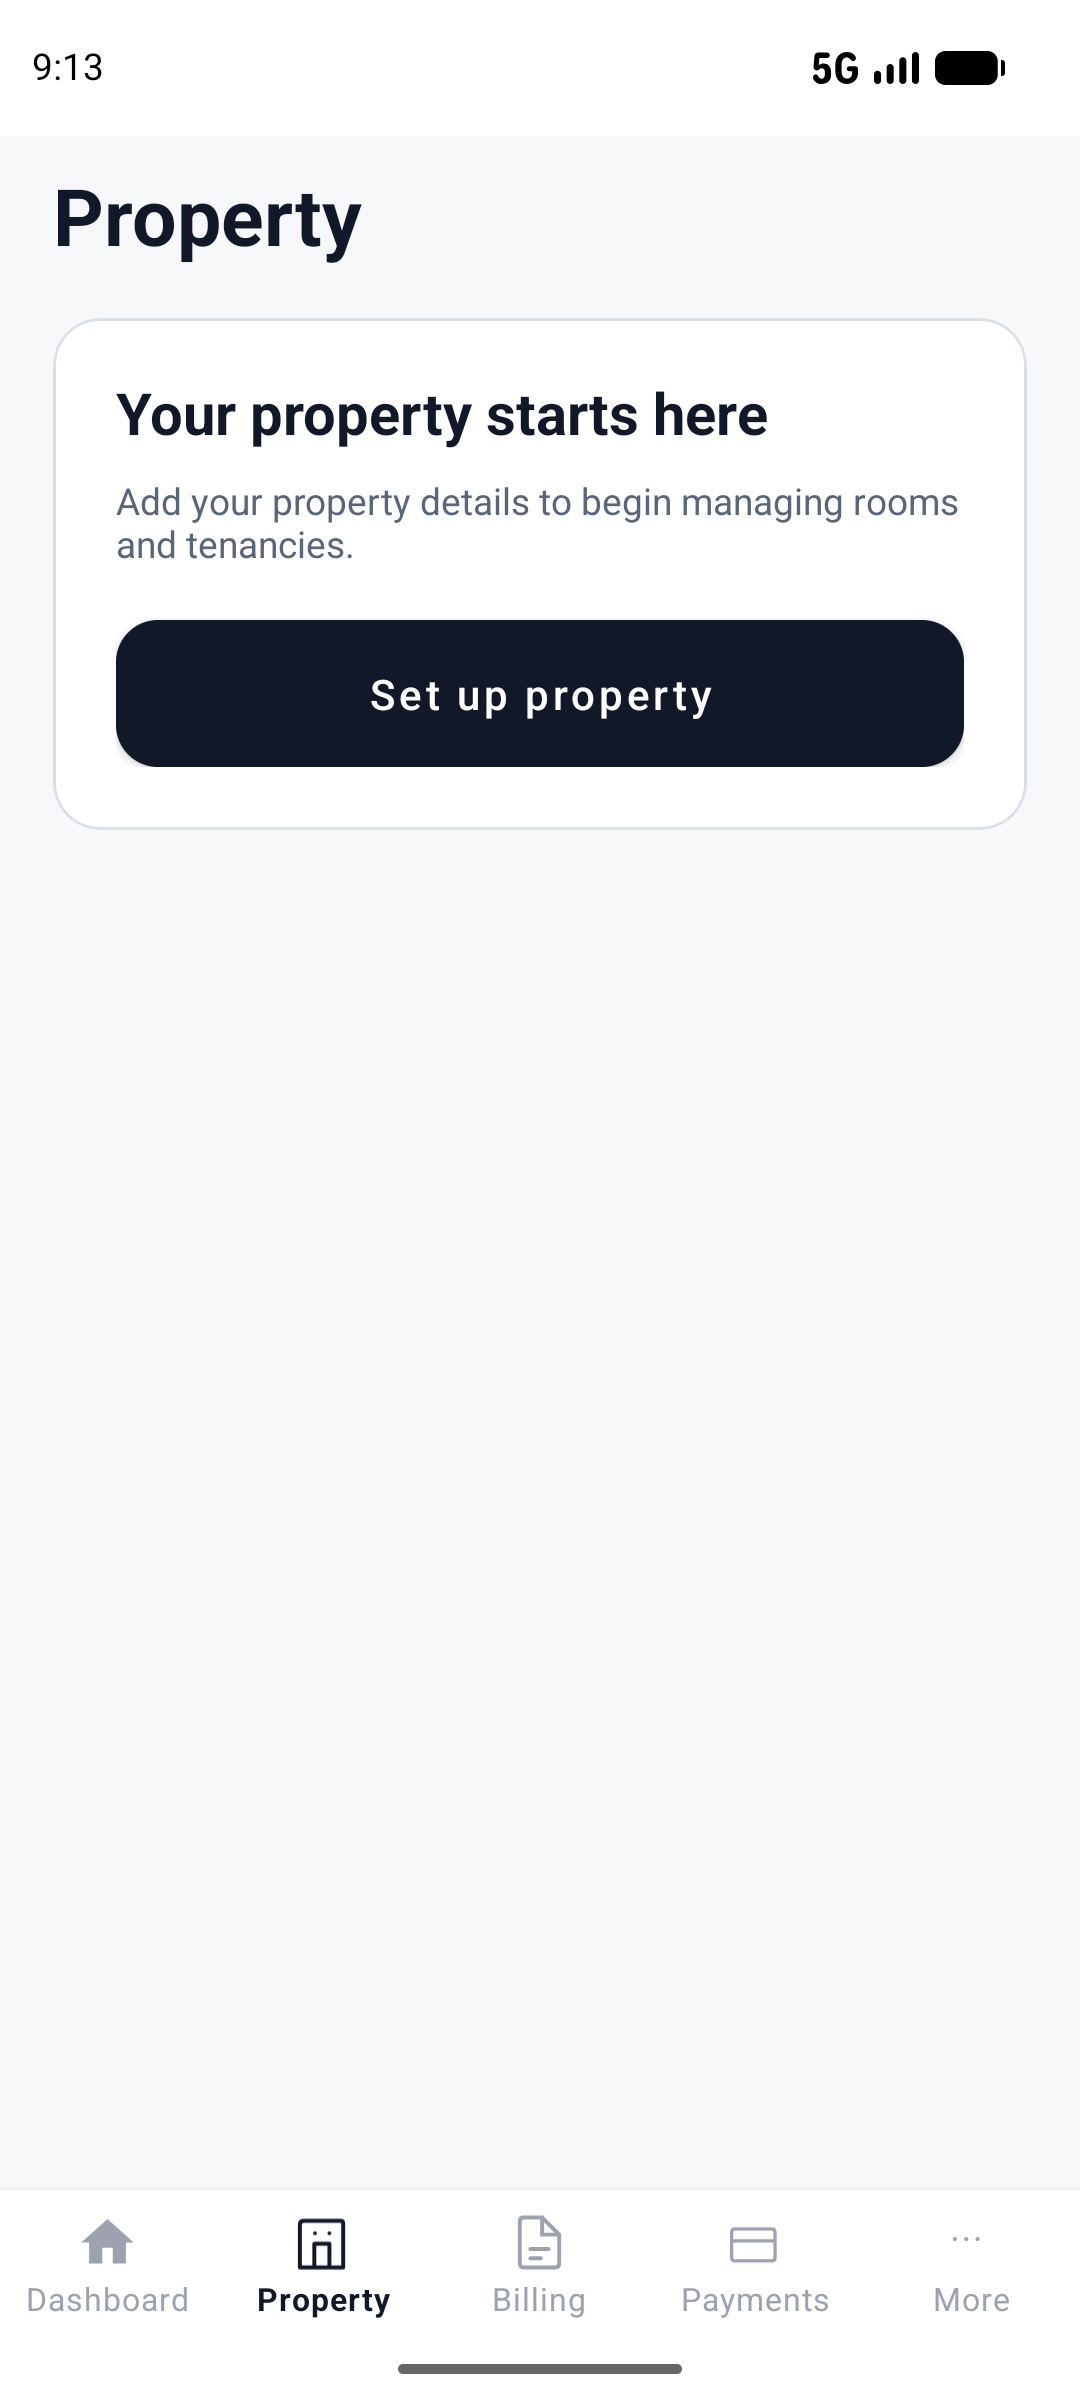 9:13
5G
Property
Your property starts here
Add your property details to begin managing rooms
and tenancies.
Set up property
Dashboard
Property
Billing
Payments
More